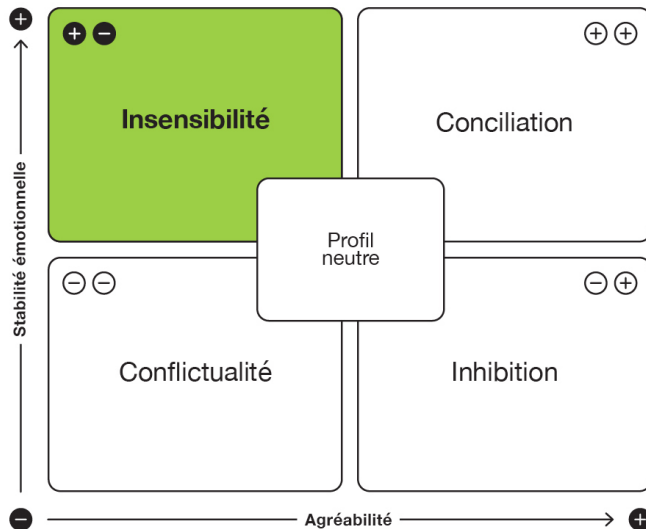 +
+ −
+ +
Insensibilité
Conciliation
Stabilité émotionnelle
Profil
neutre
− −
− +
Conflictualité
Inhibition
−
Agréabilité
+